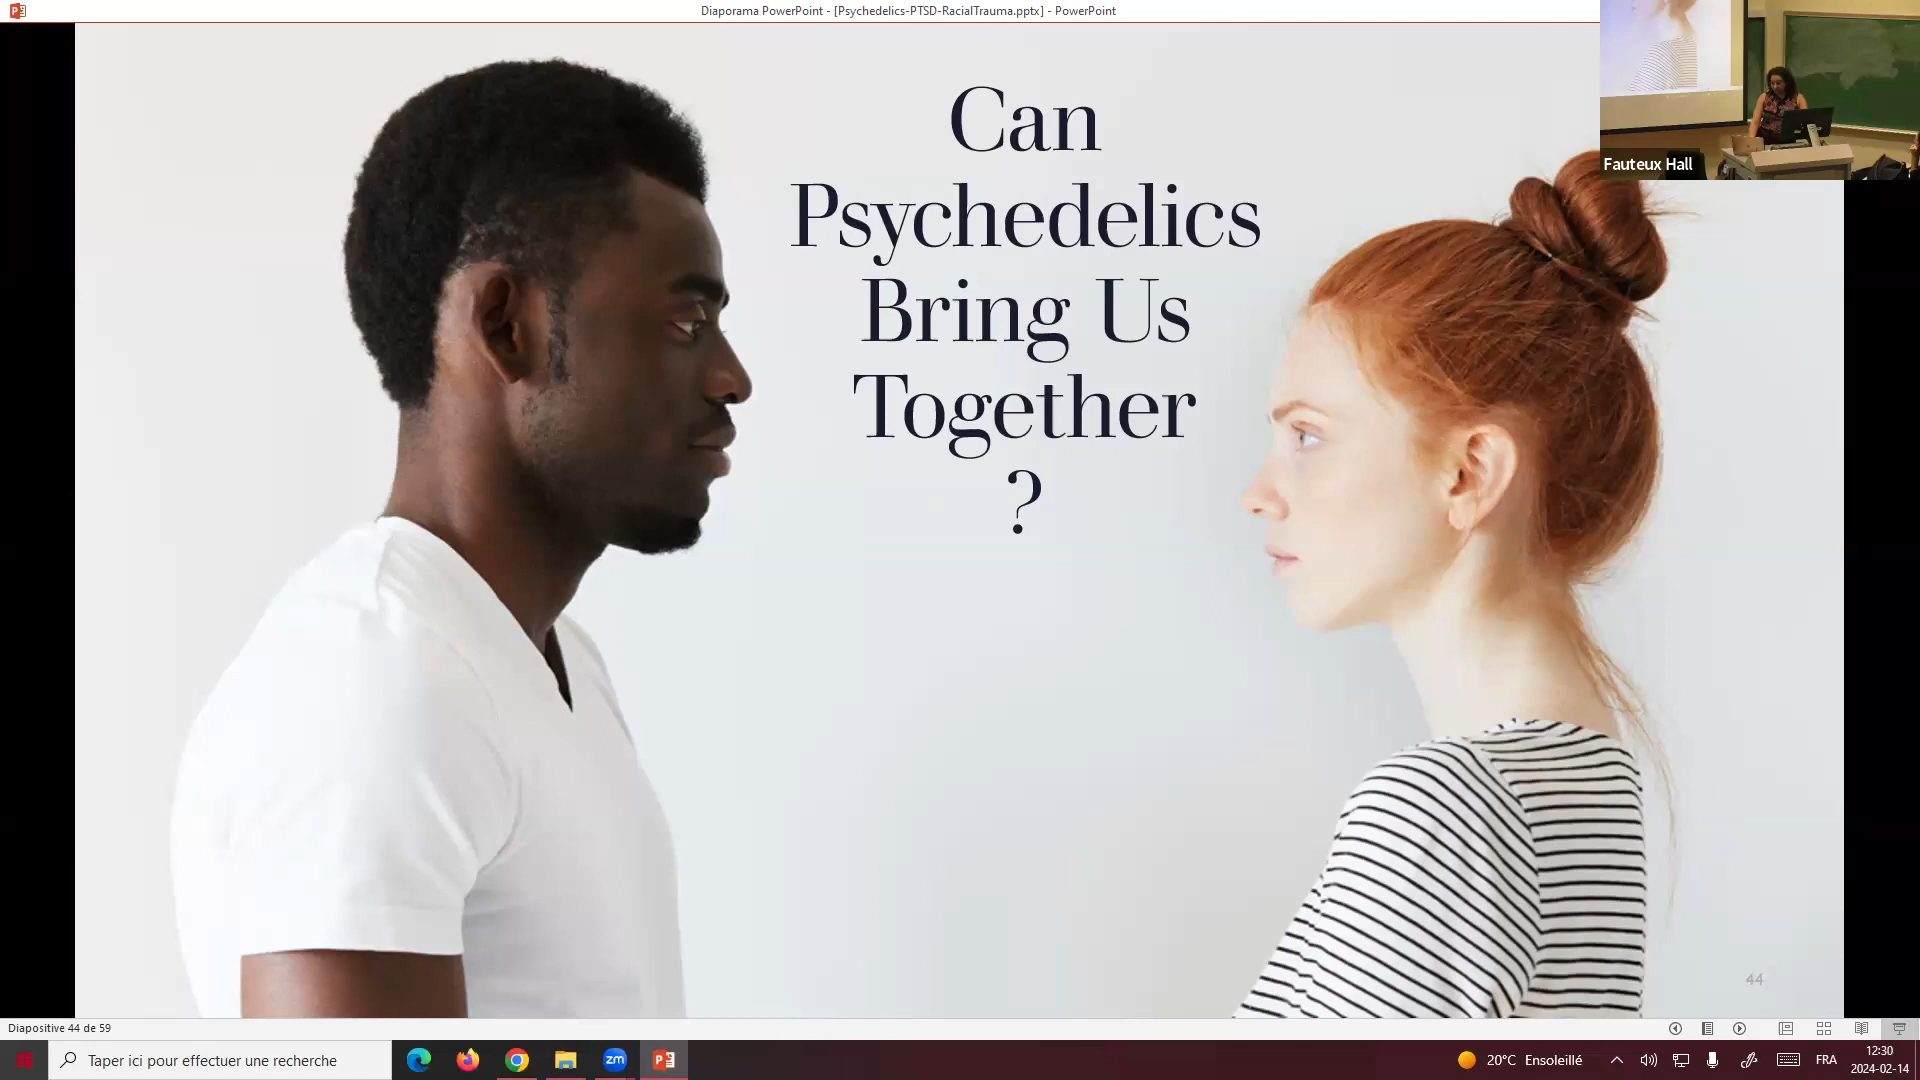 Diaporama PowerPoint - [Psychedelics-PTSD-RacialTrauma.pptx] - PowerPoint
Can
Psychedelics
Bring Us
Together
?
Fauteux Hall
44
Diapositive 44 de 59
Taper ici pour effectuer une recherche
zm
20°C Ensoleillé
FRA
12:30
2024-02-14